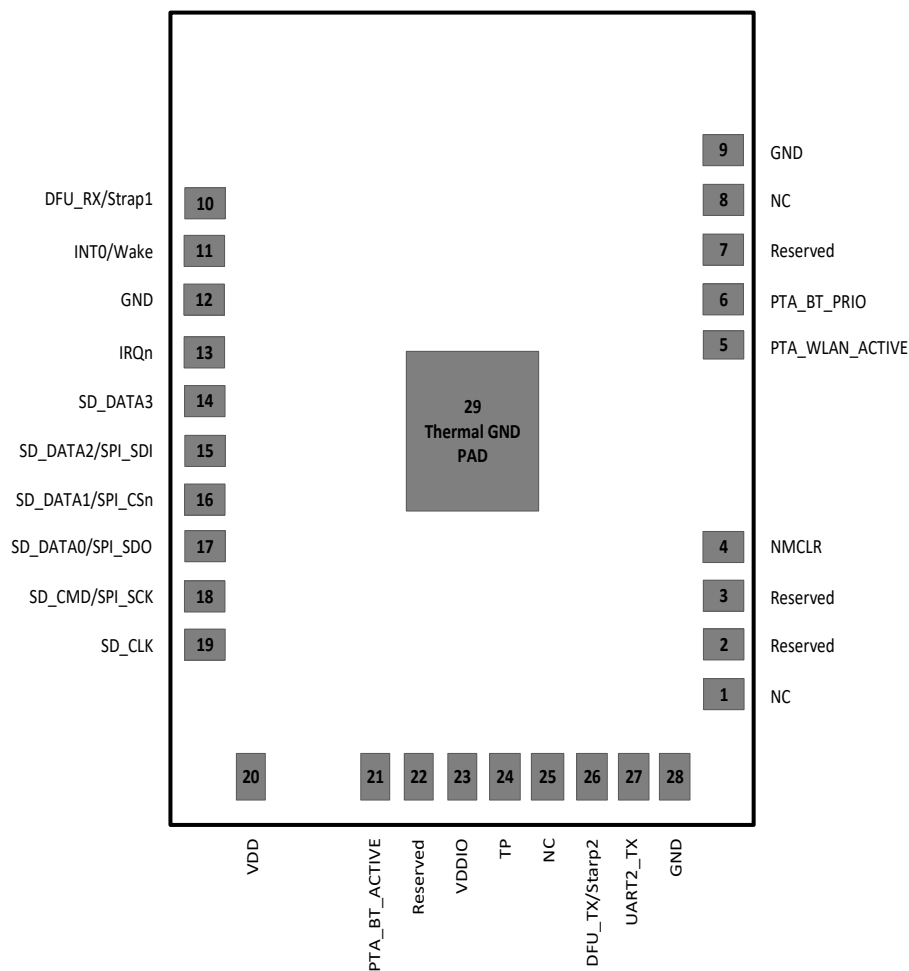 9 GND
DFU_RX/Strap1 10
8 NC
INT0/Wake 11
7 Reserved
GND 12
6 PTA_BT_PRIO
5 PTA_WLAN_ACTIVE
IRQn 13
SD_DATA3 14
29
Thermal GND
PAD
SD_DATA2/SPI_SDI 15
SD_DATA1/SPI_CSn 16
SD_DATA0/SPI_SDO 17
4 NMCLR
SD_CMD/SPI_SCK 18
3 Reserved
SD_CLK 19
2 Reserved
1 NC
20 21 22 23 24 25 26 27 28
VDD
PTA_BT_ACTIVE
Reserved
VDDIO
TP
NC
DFU_TX/Starp2
UART2_TX
GND